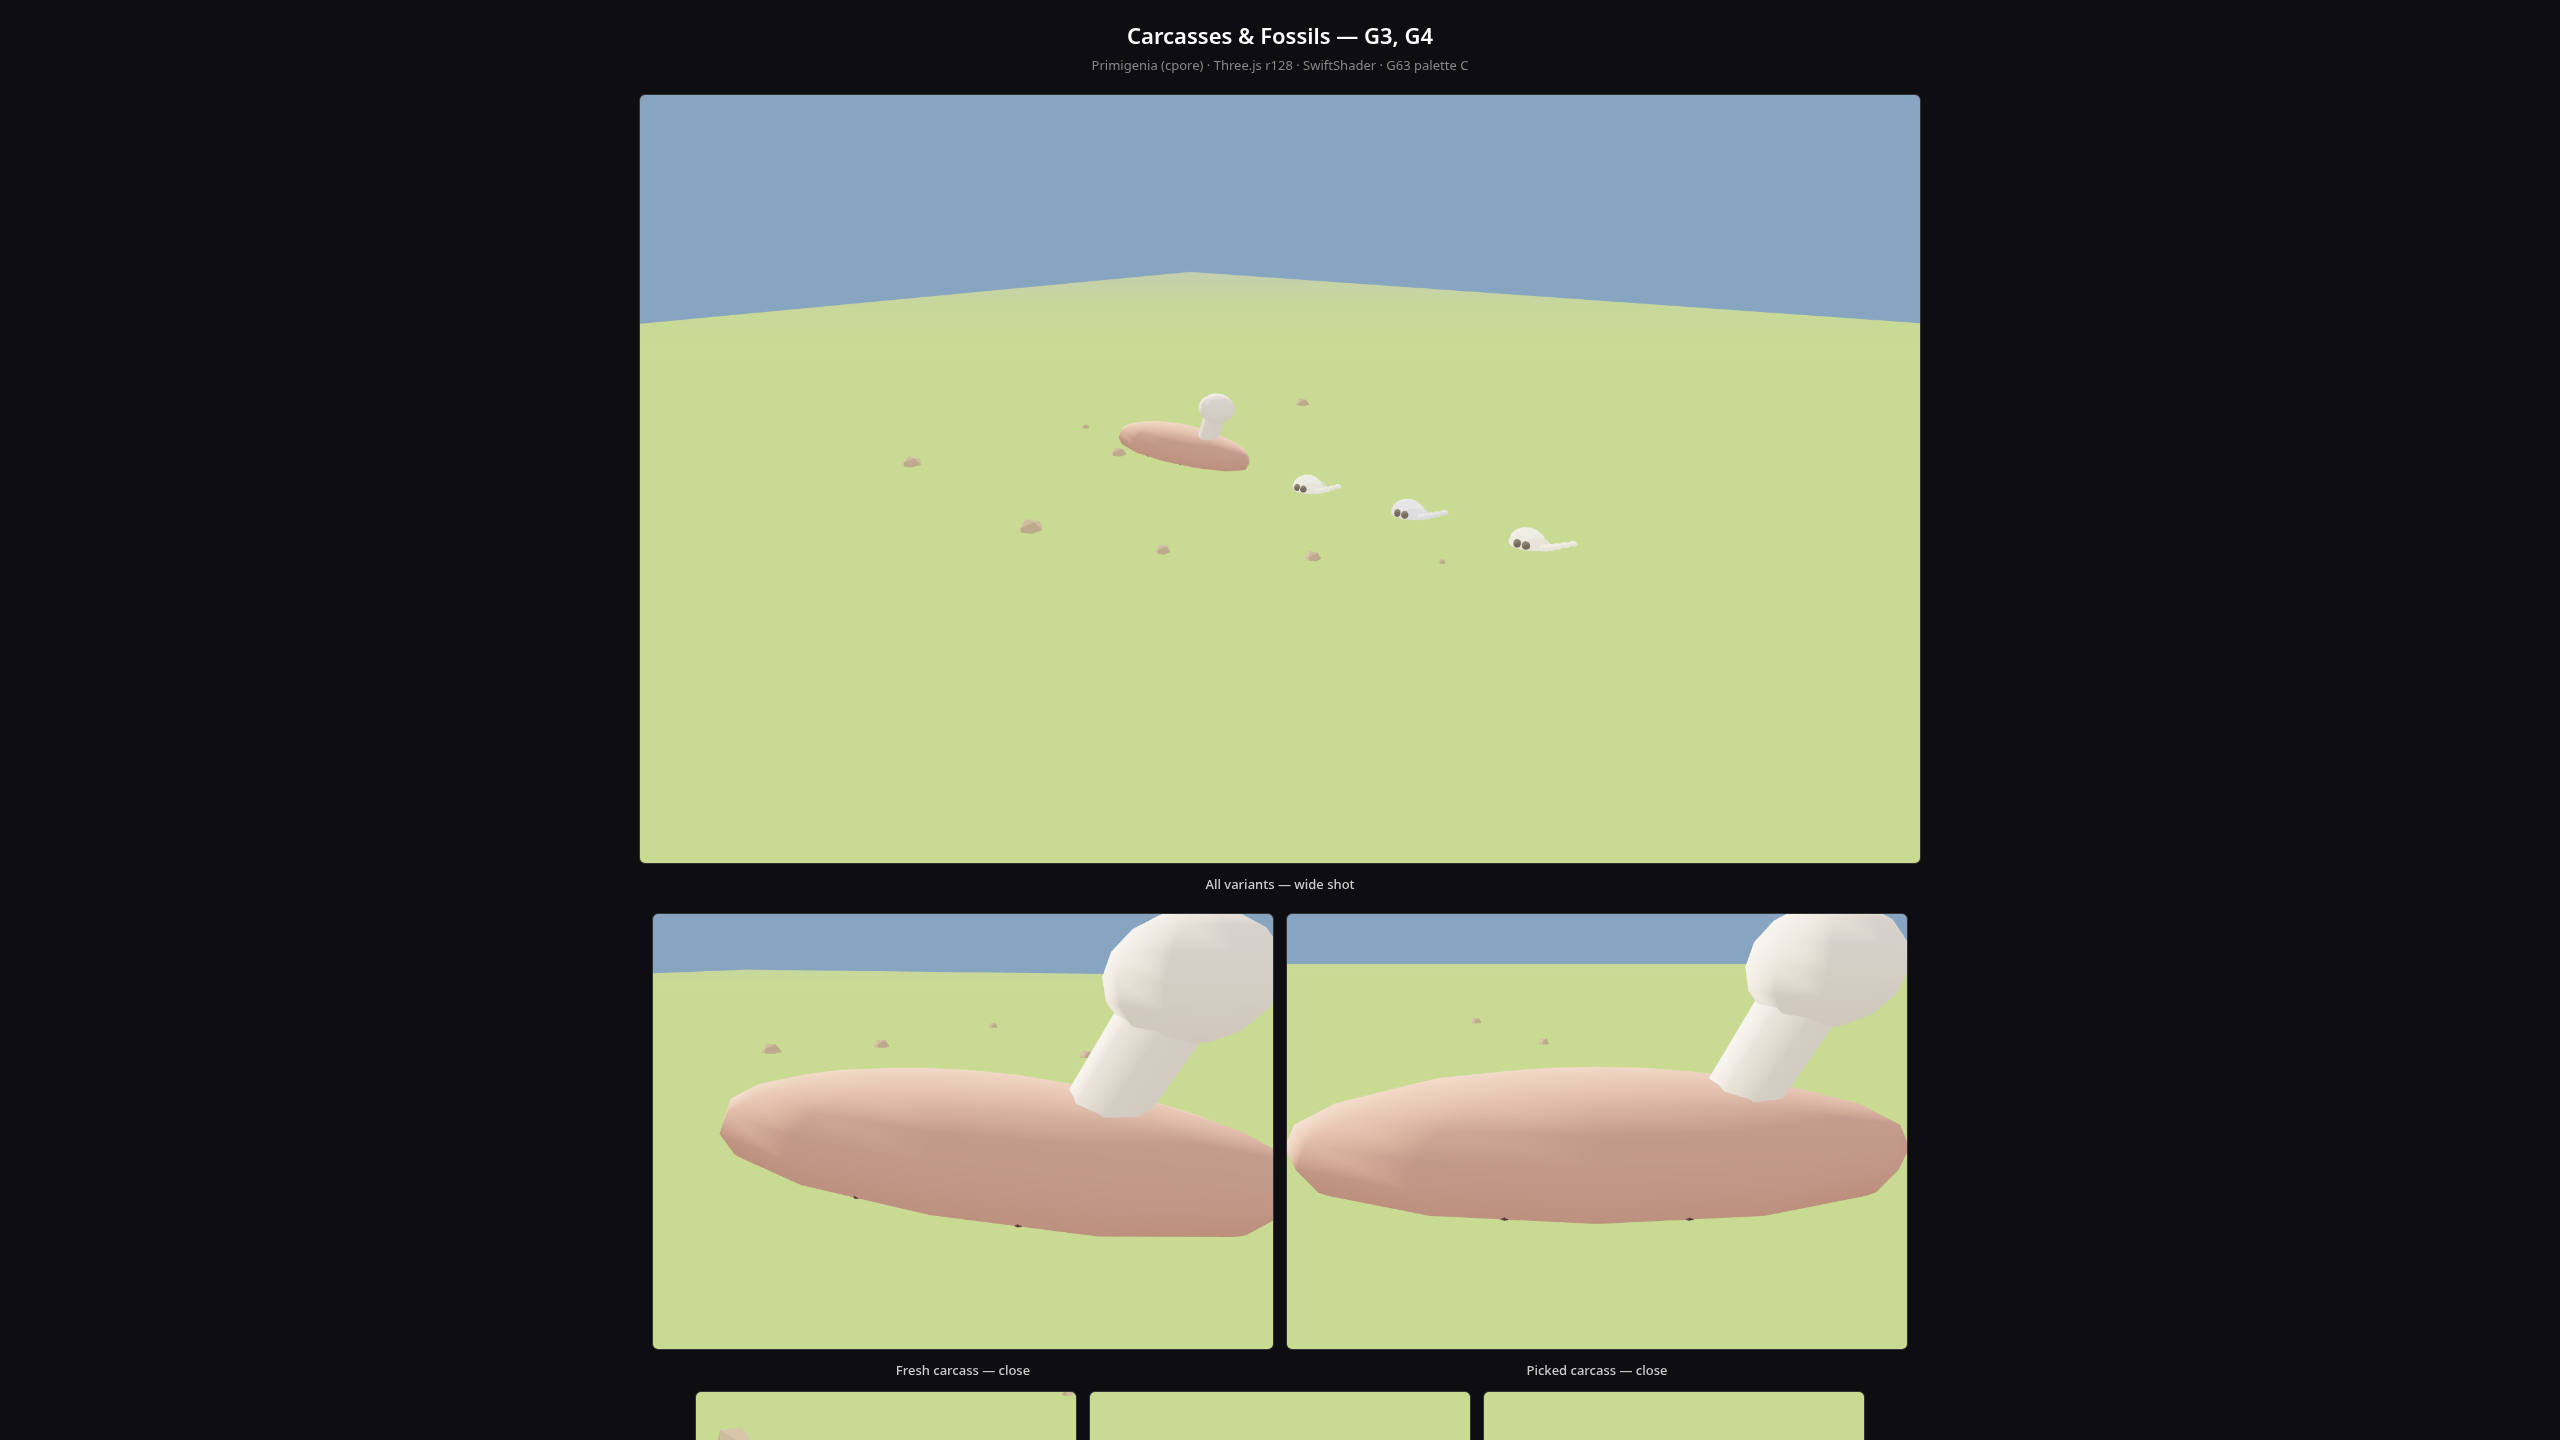 Carcasses & Fossils — G3, G4
Primigenia (cpore) · Three.js r128 · SwiftShader · G63 palette C
All variants — wide shot
Fresh carcass — close
Picked carcass — close